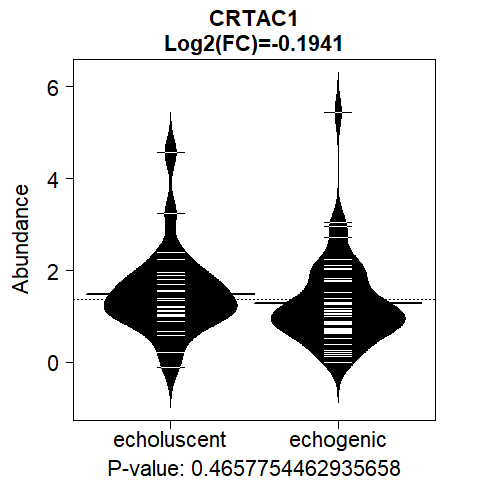 CRTAC1
Log2(FC)=-0.1941
Abundance
6
4
2
0
echoluscent echogenic
P-value: 0.4657754462935658